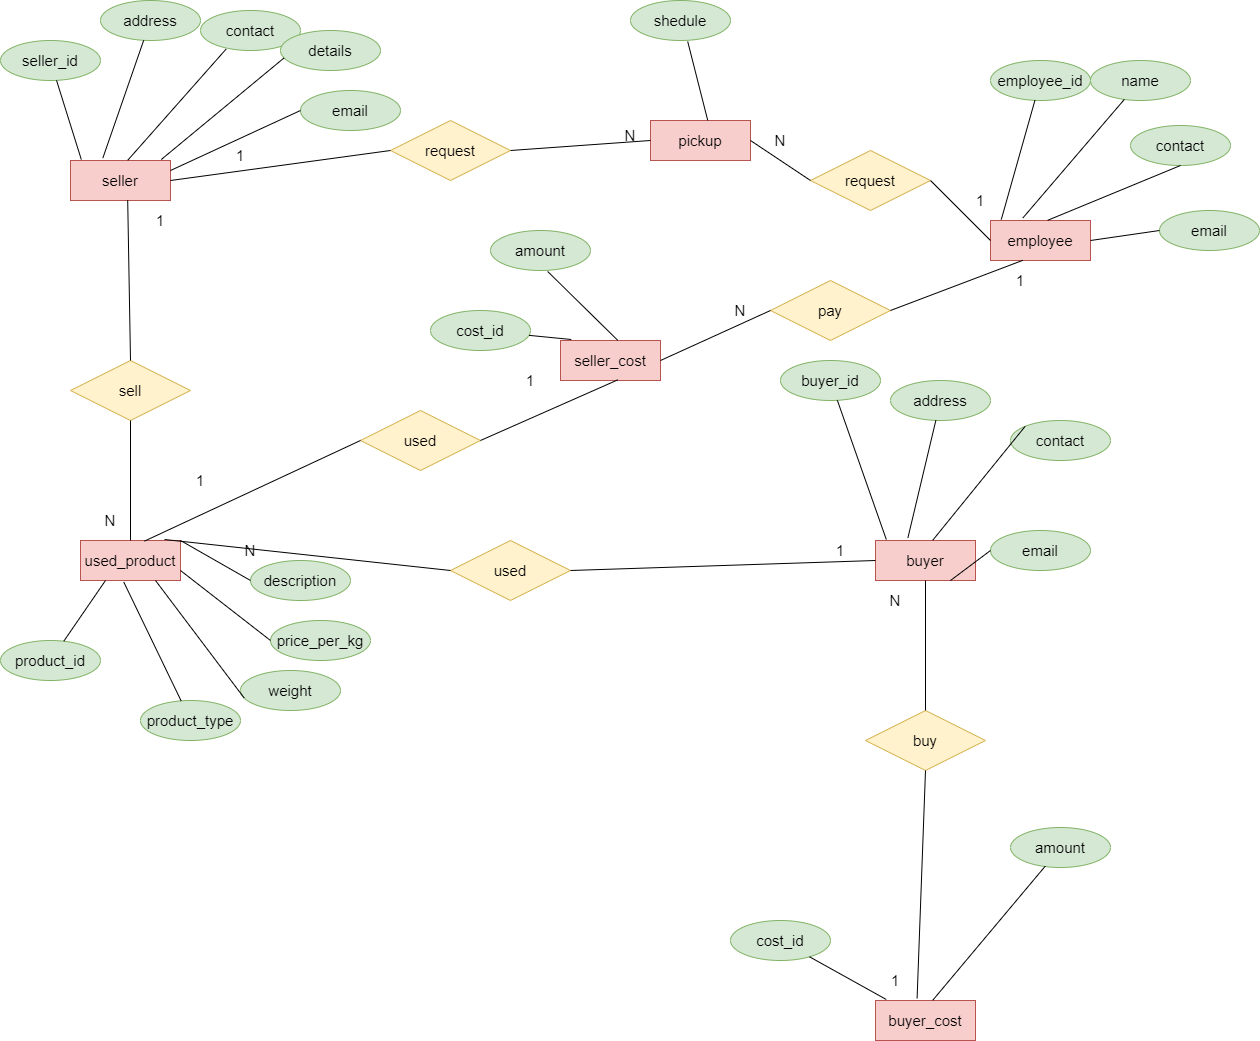 address
shedule
contact
details
seller_id
employee_id
name
email
N
N
contact
1
request
pickup
request
seller
1
1
email
employee
amount
1
N
pay
cost_id
seller_cost
1
buyer_id
sell
address
used
contact
1
N
N
1
email
used_product
used
buyer
description
N
price_per_kg
product_id
weight
product_type
buy
amount
cost_id
1
buyer_cost